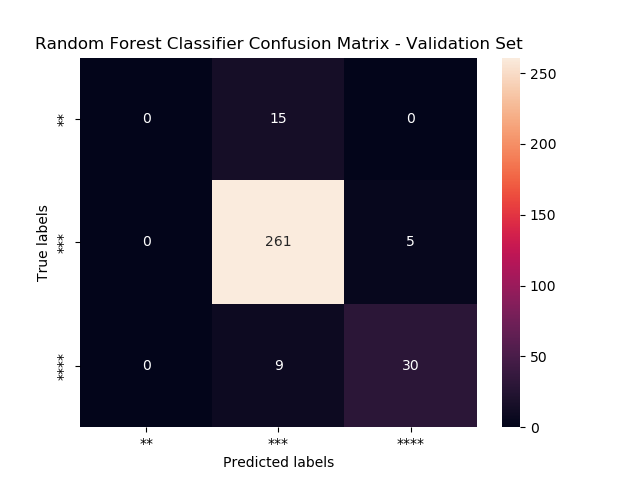 Random Forest Classifier Confusion Matrix - Validation Set
** 0 15 0
*** 0 261 5
**** 0 9 30
** *** ****
True labels
Predicted labels
250
200
150
100
50
0